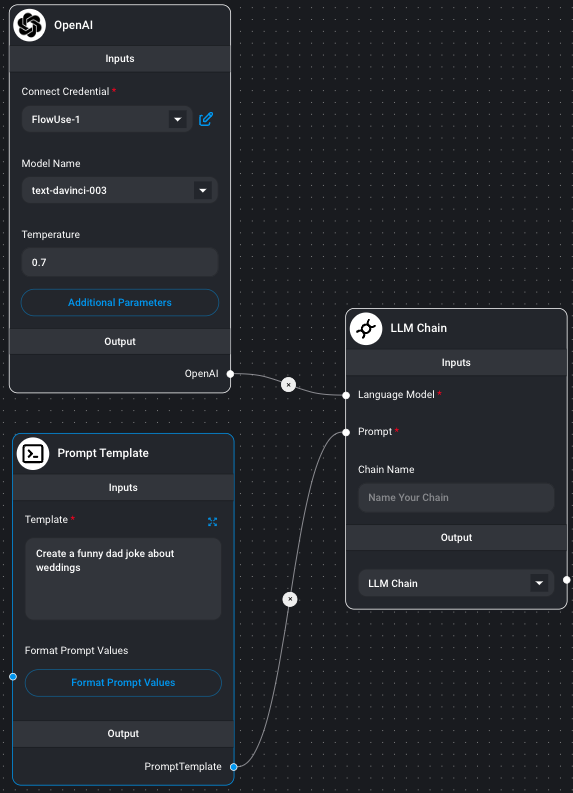 OpenAI
Inputs
Connect Credential *
FlowUse-1
Model Name
text-davinci-003
Temperature
0.7
Additional Parameters
Output
OpenAI
Prompt Template
Inputs
Template *
Create a funny dad joke about
weddings
Format Prompt Values
Format Prompt Values
Output
PromptTemplate
LLM Chain
Inputs
Language Model *
Prompt *
Chain Name
Name Your Chain
Output
LLM Chain